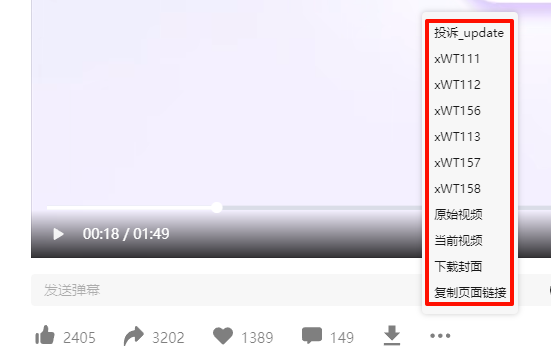 投诉_update
xWT111
xWT112
xWT156
xWT113
xWT157
xWT158
原始视频
当前视频
下载封面
复制页面链接
00:18 / 01:49
发送弹幕
2405 3202 1389 149